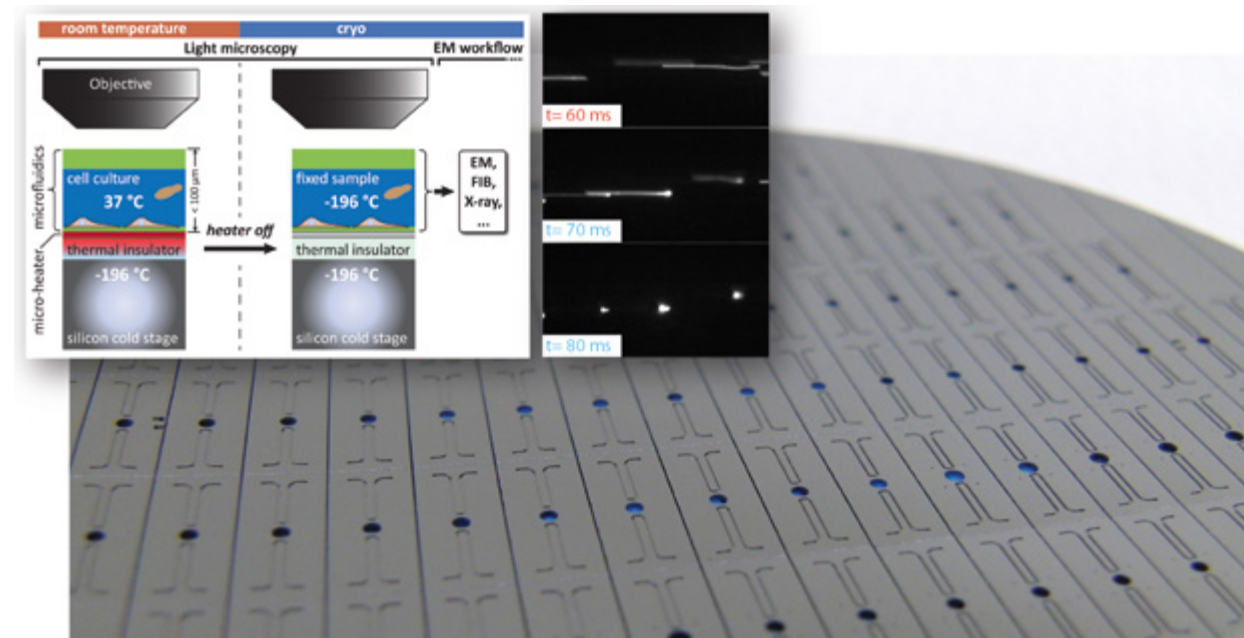 room temperature
cryo
Light microscopy
EM workflow
...
Objective
Objective
microfluidics
cell culture
37 °C
< 100 μm
fixed sample
-196 °C
EM,
FIB,
X-ray,
...
micro-heater
heater off
thermal insulator
thermal insulator
-196 °C
-196 °C
silicon cold stage
silicon cold stage
t= 60 ms
t= 70 ms
t= 80 ms